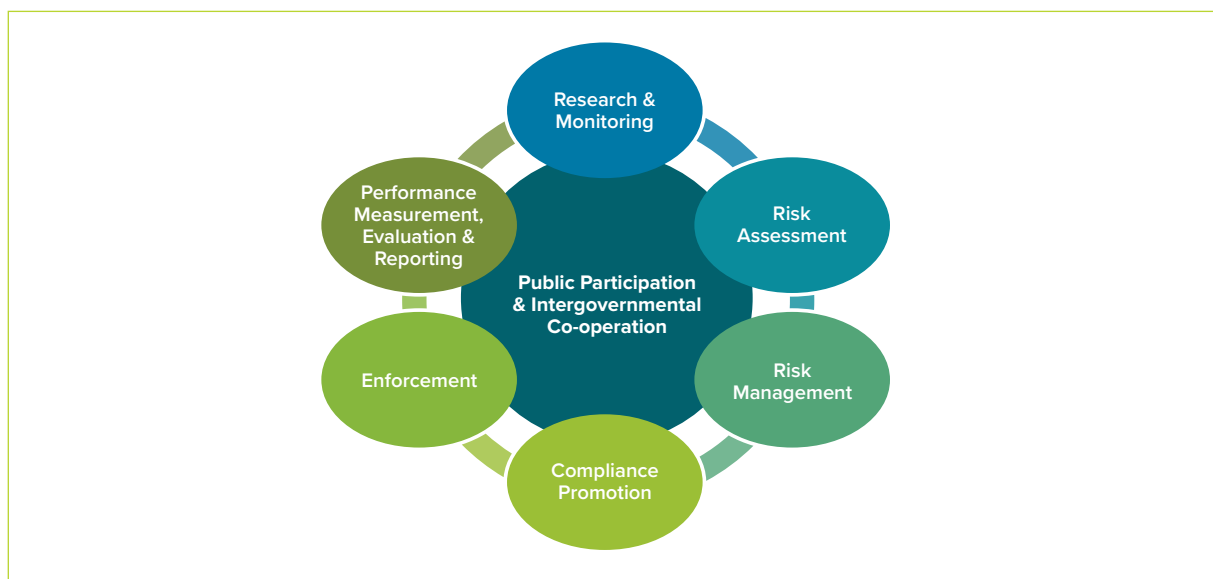 Research &
Monitoring
Risk
Assessment
Risk
Management
Compliance
Promotion
Enforcement
Performance
Measurement,
Evaluation &
Reporting
Public Participation
& Intergovernmental
Co-operation